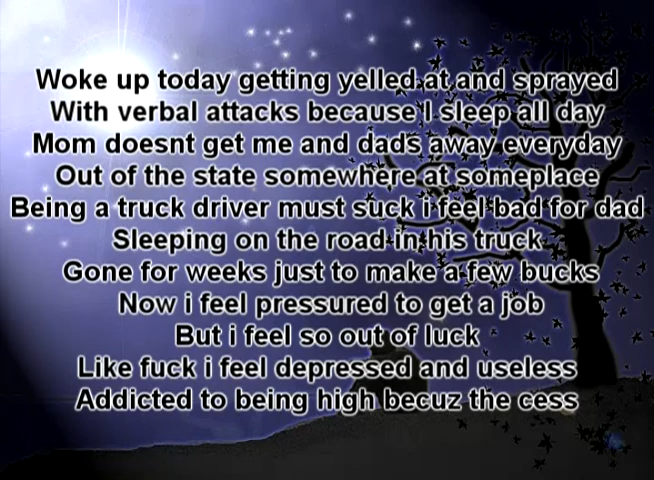 Woke up today getting yelled at and sprayed
With verbal attacks because I sleep all day
Mom doesnt get me and dads away everyday
Out of the state somewhere at someplace
Being a truck driver must suck i feel bad for dad
Sleeping on the road in his truck
Gone for weeks just to make a few bucks
Now i feel pressured to get a job
But i feel so out of luck
Like fuck i feel depressed and useless
Addicted to being high becuz the cess